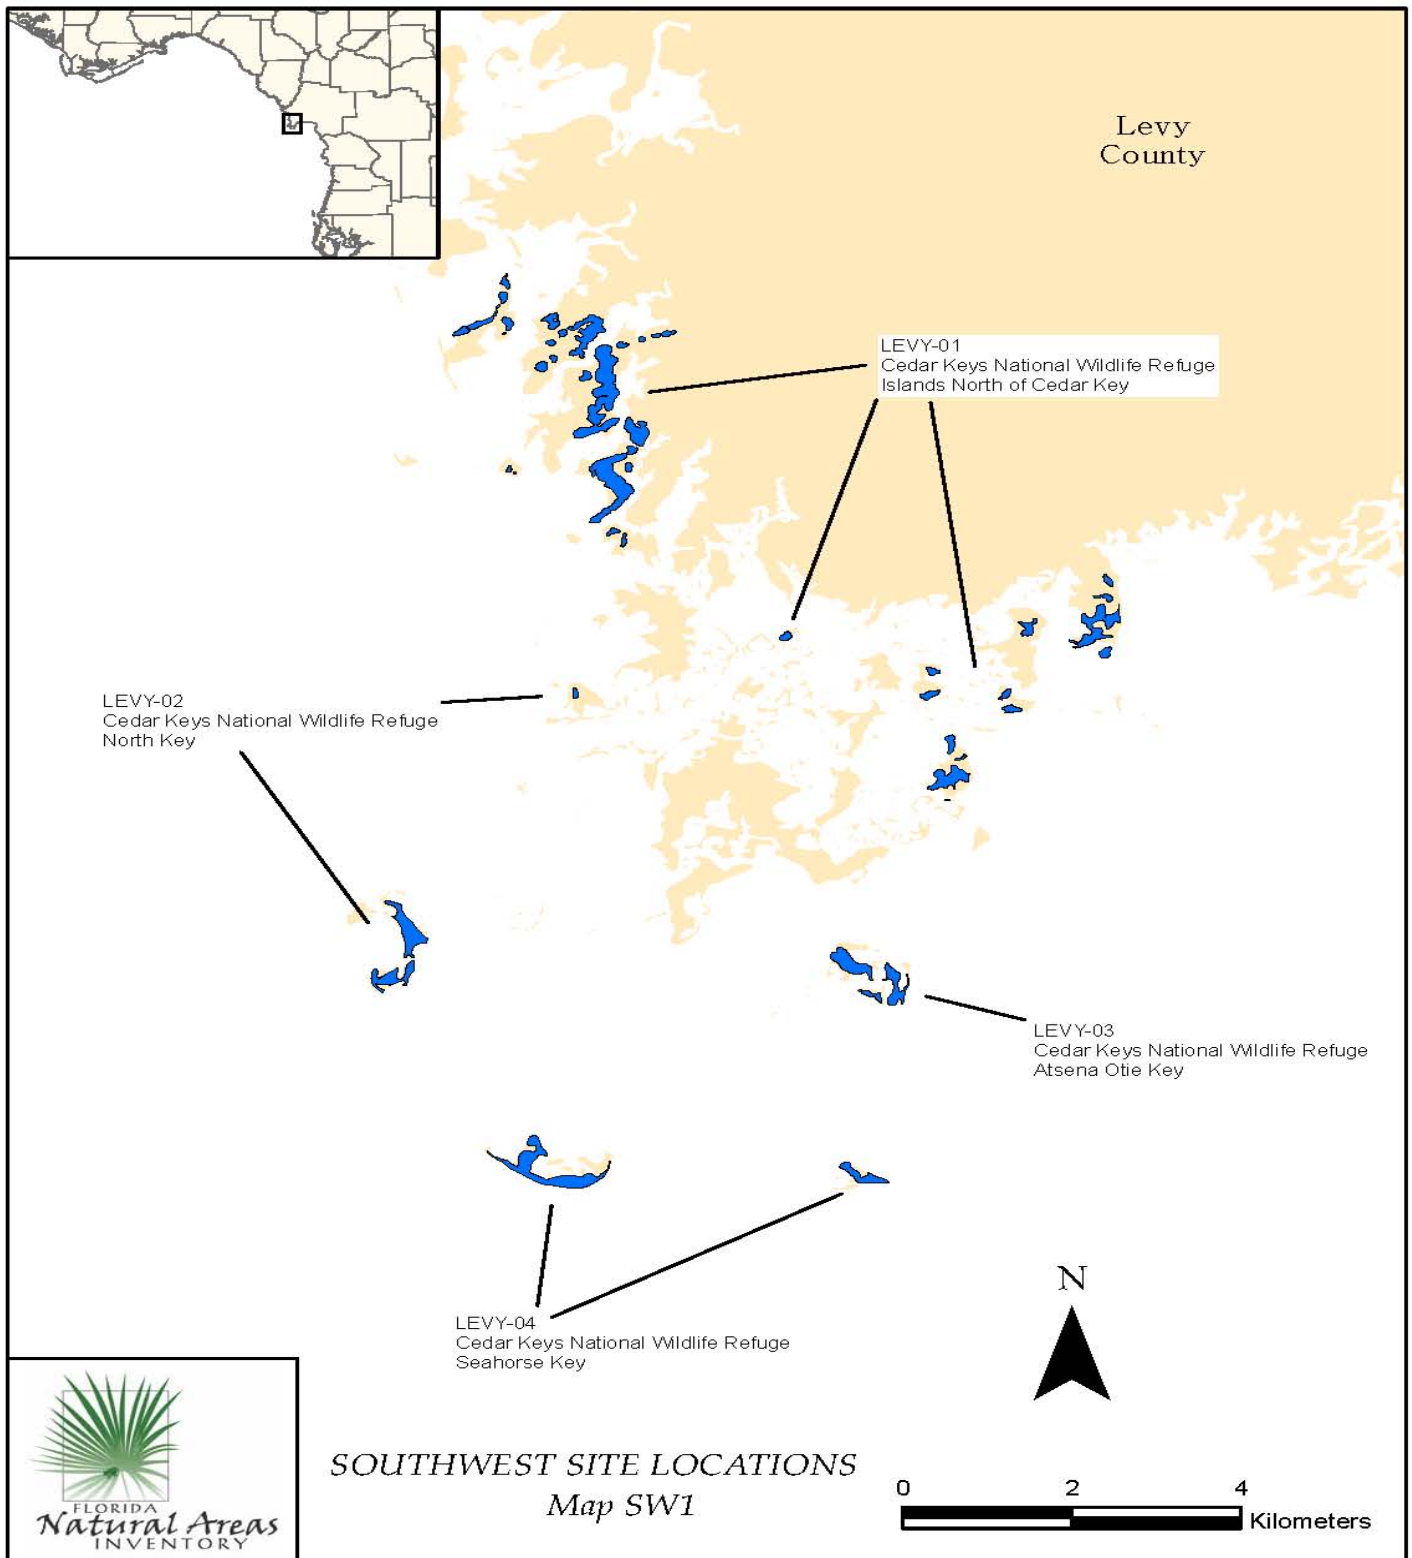 Levy
County
LEVY-01
Cedar Keys National Wildlife Refuge
Islands North of Cedar Key
LEVY-02
Cedar Keys National Wildlife Refuge
North Key
LEVY-03
Cedar Keys National Wildlife Refuge
Atsena Otie Key
LEVY-04
Cedar Keys National Wildlife Refuge
Seahorse Key
N
FLORIDA
Natural Areas
INVENTORY
SOUTHWEST SITE LOCATIONS
Map SW1
0 2 4
Kilometers